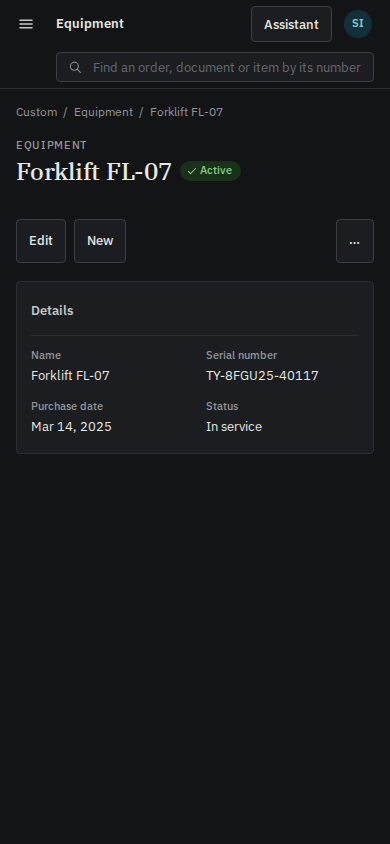 Equipment
Assistant
SI
Find an order, document or item by its number
Custom / Equipment / Forklift FL-07
EQUIPMENT
Forklift FL-07
Active
Edit
New
...
Details
Name
Serial number
Forklift FL-07
TY-8FGU25-40117
Purchase date
Status
Mar 14, 2025
In service